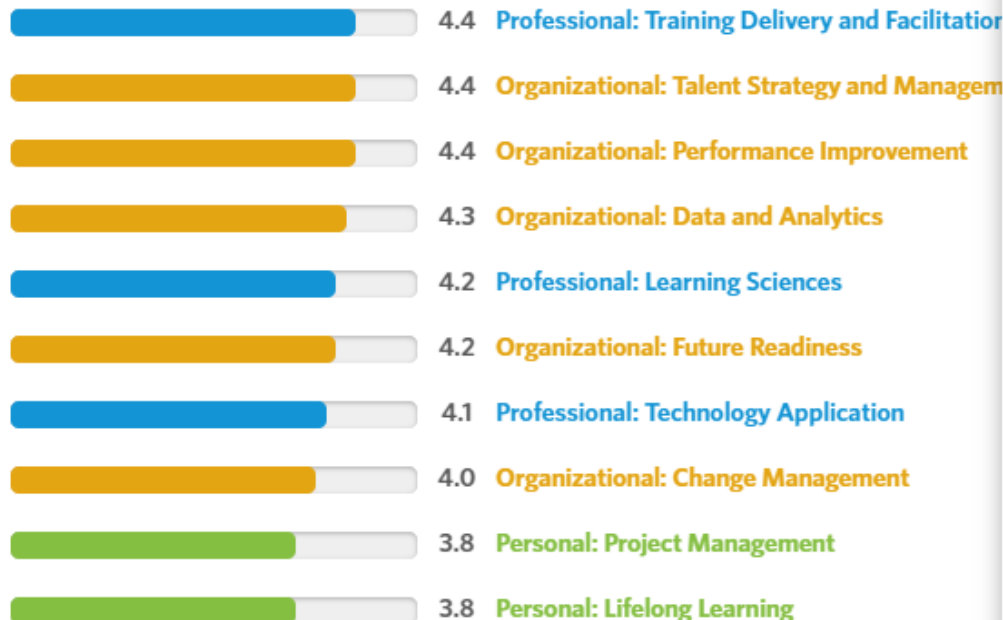 4.4 Professional: Training Delivery and Facilitation
4.4 Organizational: Talent Strategy and Managem
4.4 Organizational: Performance Improvement
4.3 Organizational: Data and Analytics
4.2 Professional: Learning Sciences
4.2 Organizational: Future Readiness
4.1 Professional: Technology Application
4.0 Organizational: Change Management
3.8 Personal: Project Management
3.8 Personal: Lifelong Learning